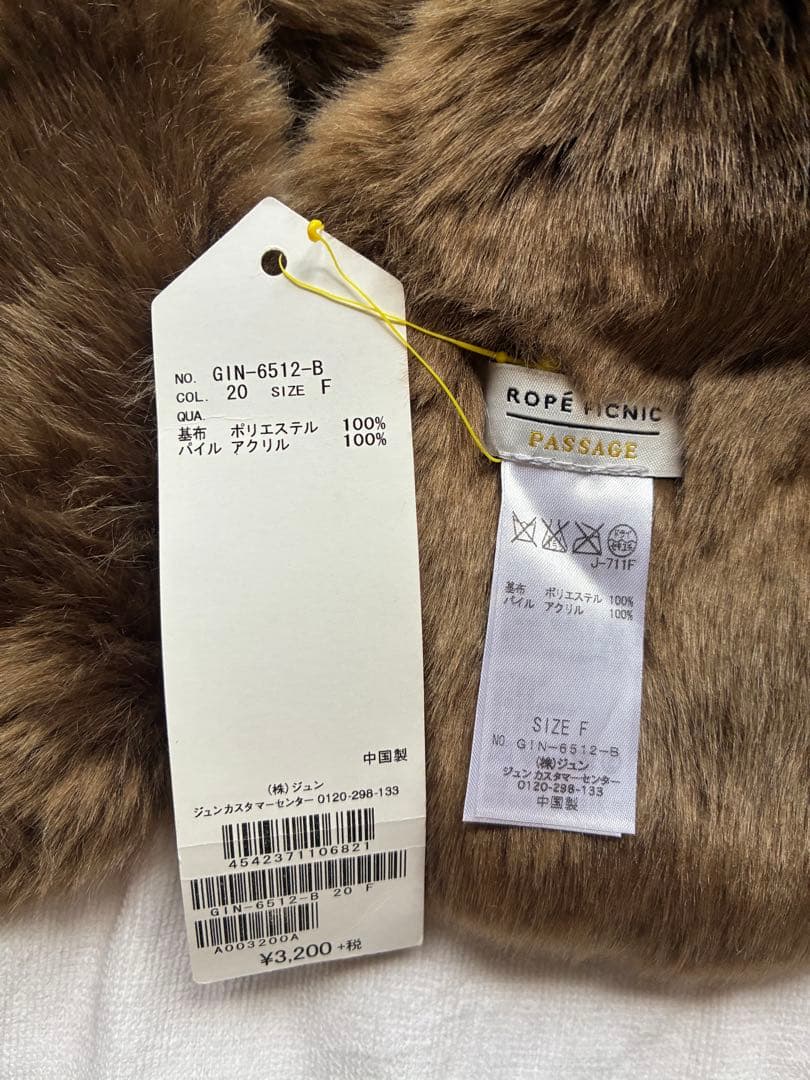 NO. GIN-6512-B
COL. 20 SIZE F
QUA.
基布 ポリエステル 100%
パイル アクリル 100%
中国製
(株)ジュン
ジュンカスタマーセンター 0120-298-133
4542371106821
GIN-6512-B 20 F
A003200A
¥3,200+税
ROPÉ PICNIC
PASSAGE
J-711F
基布 ポリエステル 100%
パイル アクリル 100%
SIZE F
NO. GIN-6512-B
(株)ジュン
ジュンカスタマーセンター
0120-298-133
中国製